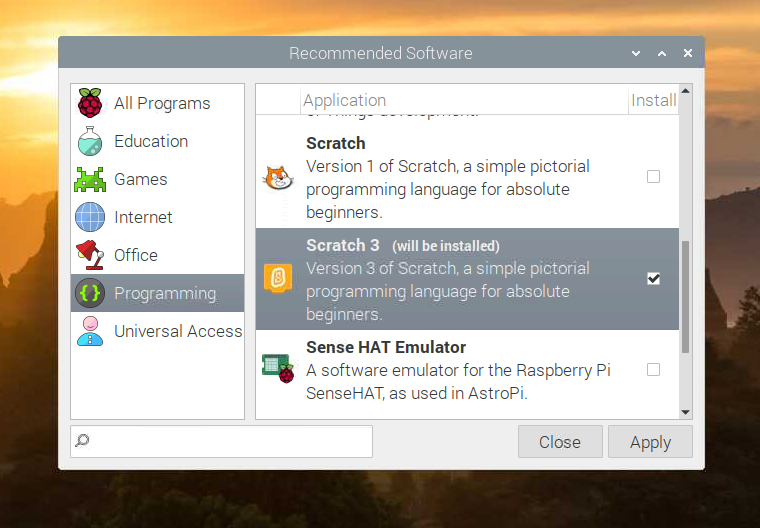 Recommended Software
All Programs
Education
Games
Internet
Office
Programming
Universal Access
Application Install
of Things development.
Scratch
Version 1 of Scratch, a simple pictorial
programming language for absolute
beginners.
Scratch 3 (will be installed)
Version 3 of Scratch, a simple pictorial
programming language for absolute
beginners.
Sense HAT Emulator
A software emulator for the Raspberry Pi
SenseHAT, as used in AstroPi.
Close Apply